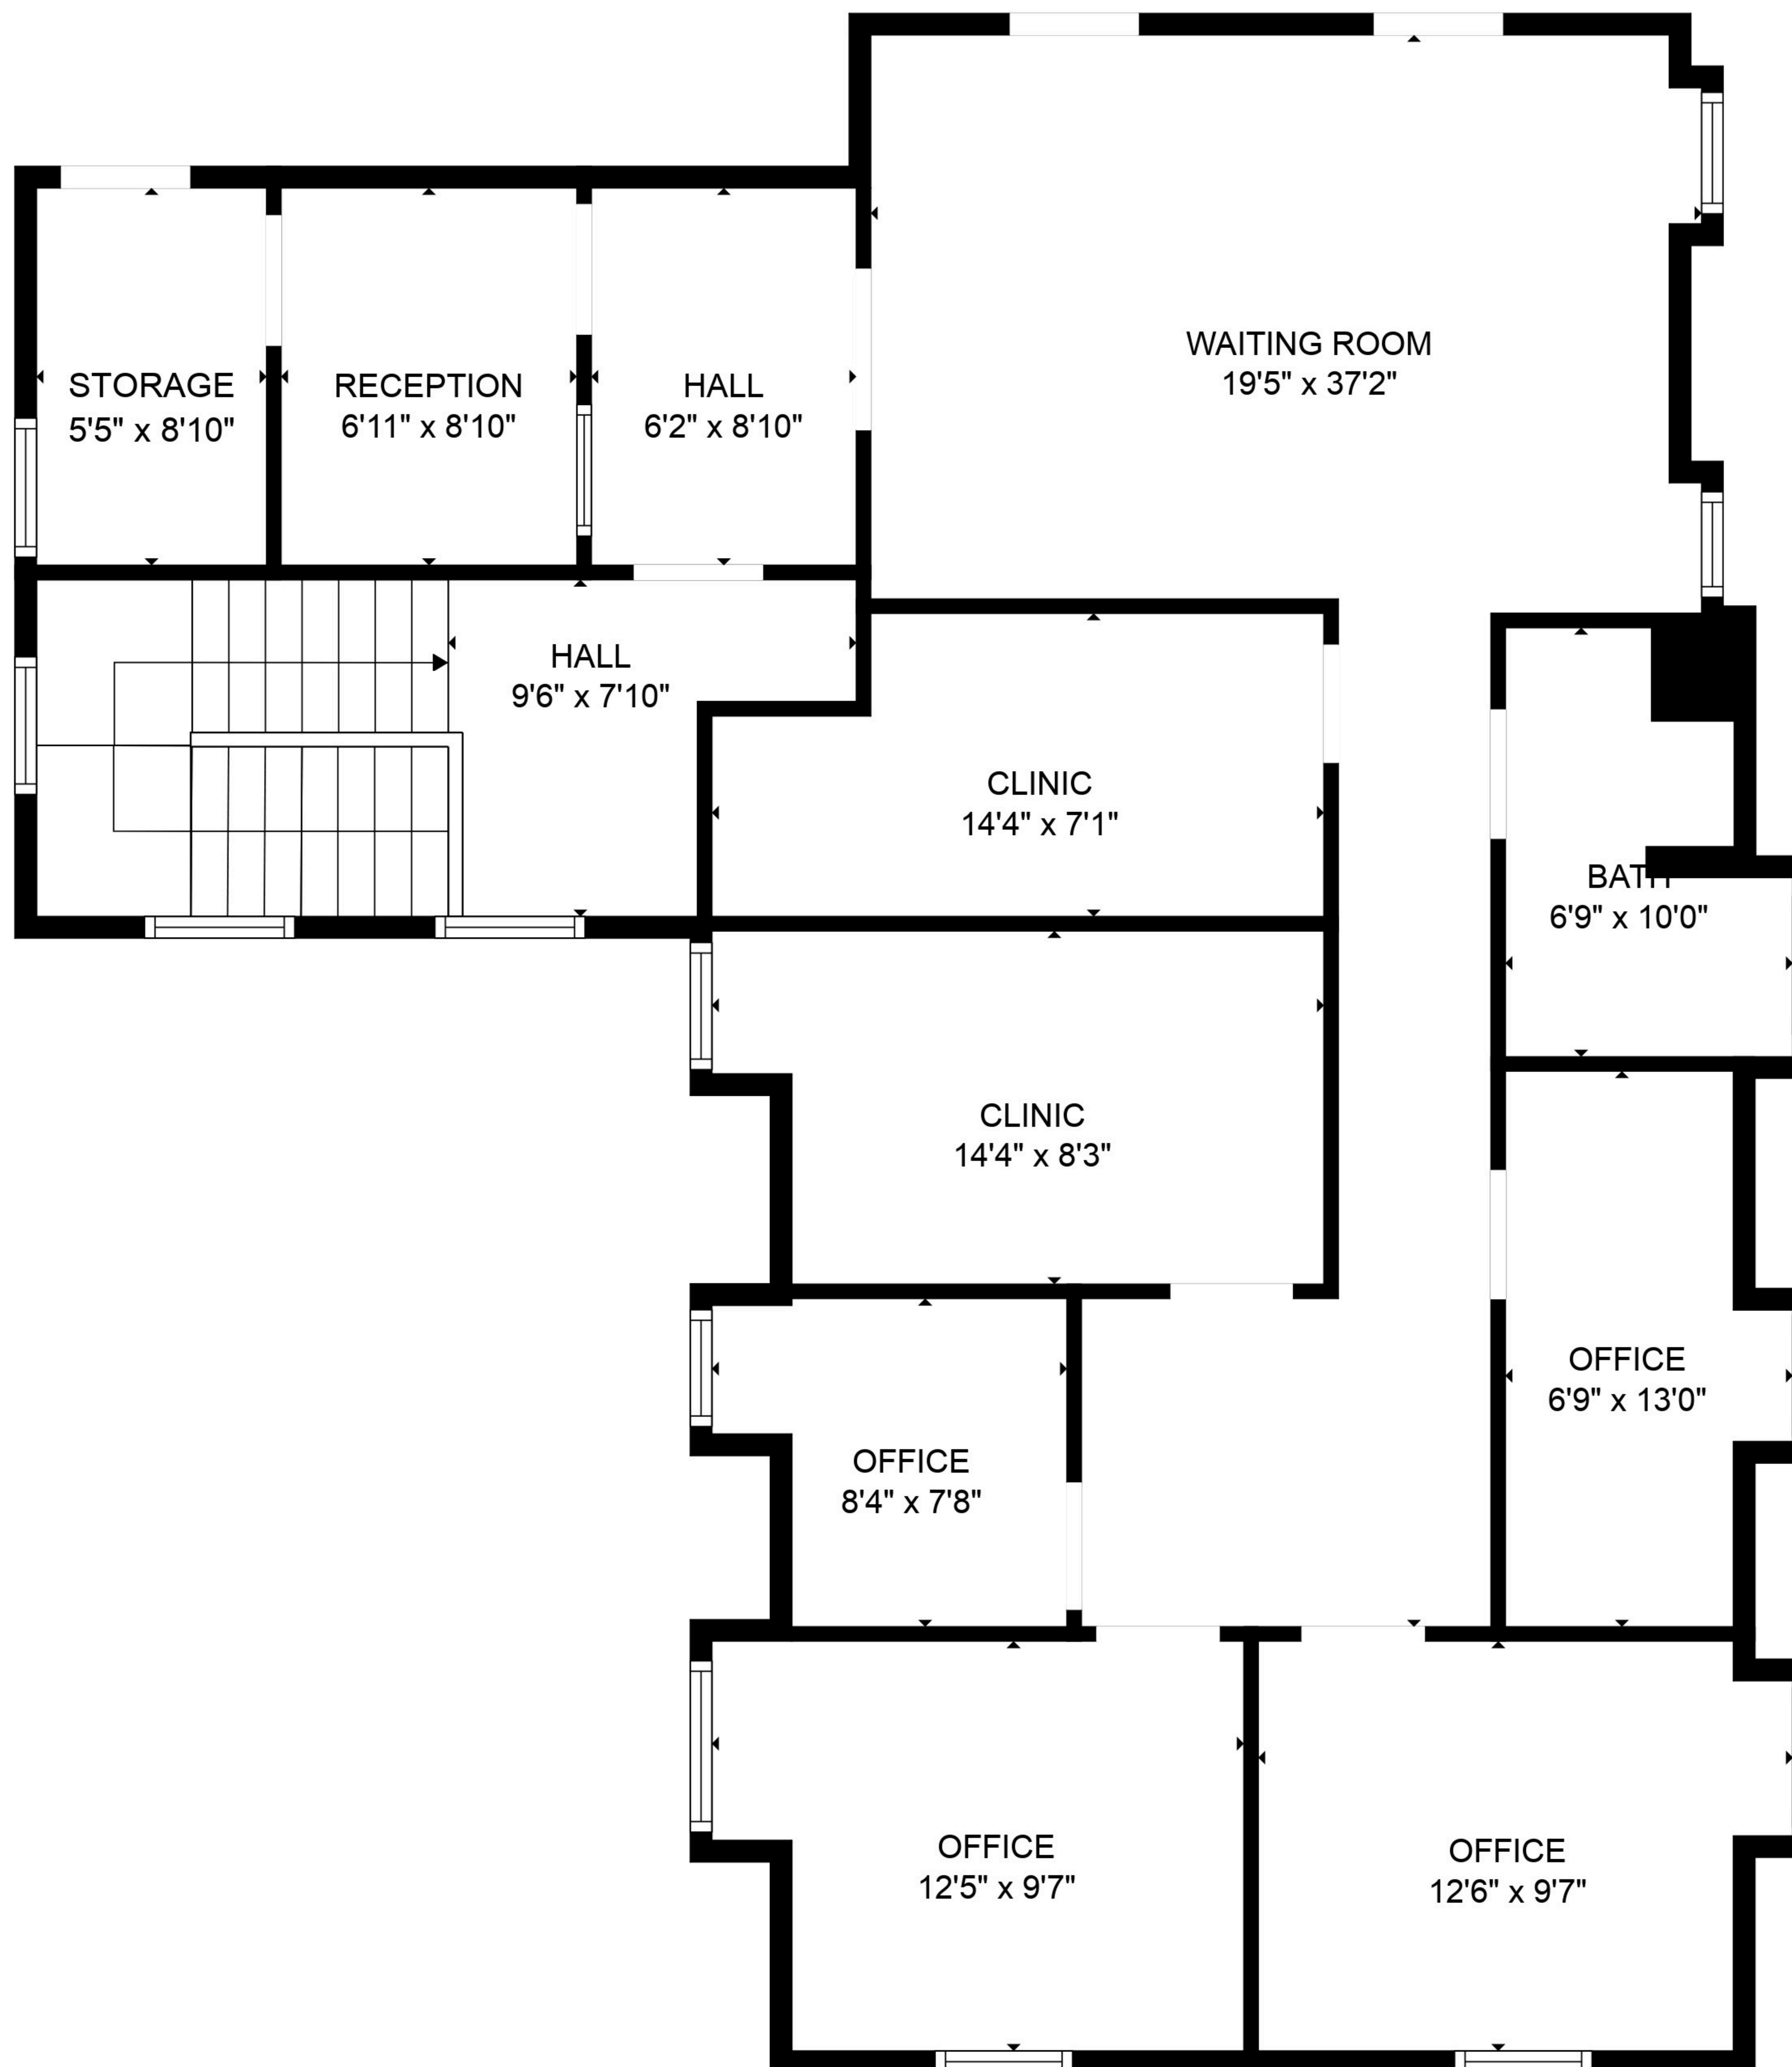 WAITING ROOM
19'5" x 37'2"
STORAGE
5'5" x 8'10"
RECEPTION
6'11" x 8'10"
HALL
6'2" x 8'10"
HALL
9'6" x 7'10"
CLINIC
14'4" x 7'1"
BATH
6'9" x 10'0"
CLINIC
14'4" x 8'3"
OFFICE
6'9" x 13'0"
OFFICE
8'4" x 7'8"
OFFICE
12'5" x 9'7"
OFFICE
12'6" x 9'7"